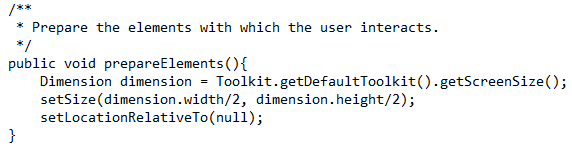 /**
 * Prepare the elements with which the user interacts.
 */
public void prepareElements(){
    Dimension dimension = Toolkit.getDefaultToolkit().getScreenSize();
    setSize(dimension.width/2, dimension.height/2);
    setLocationRelativeTo(null);
}